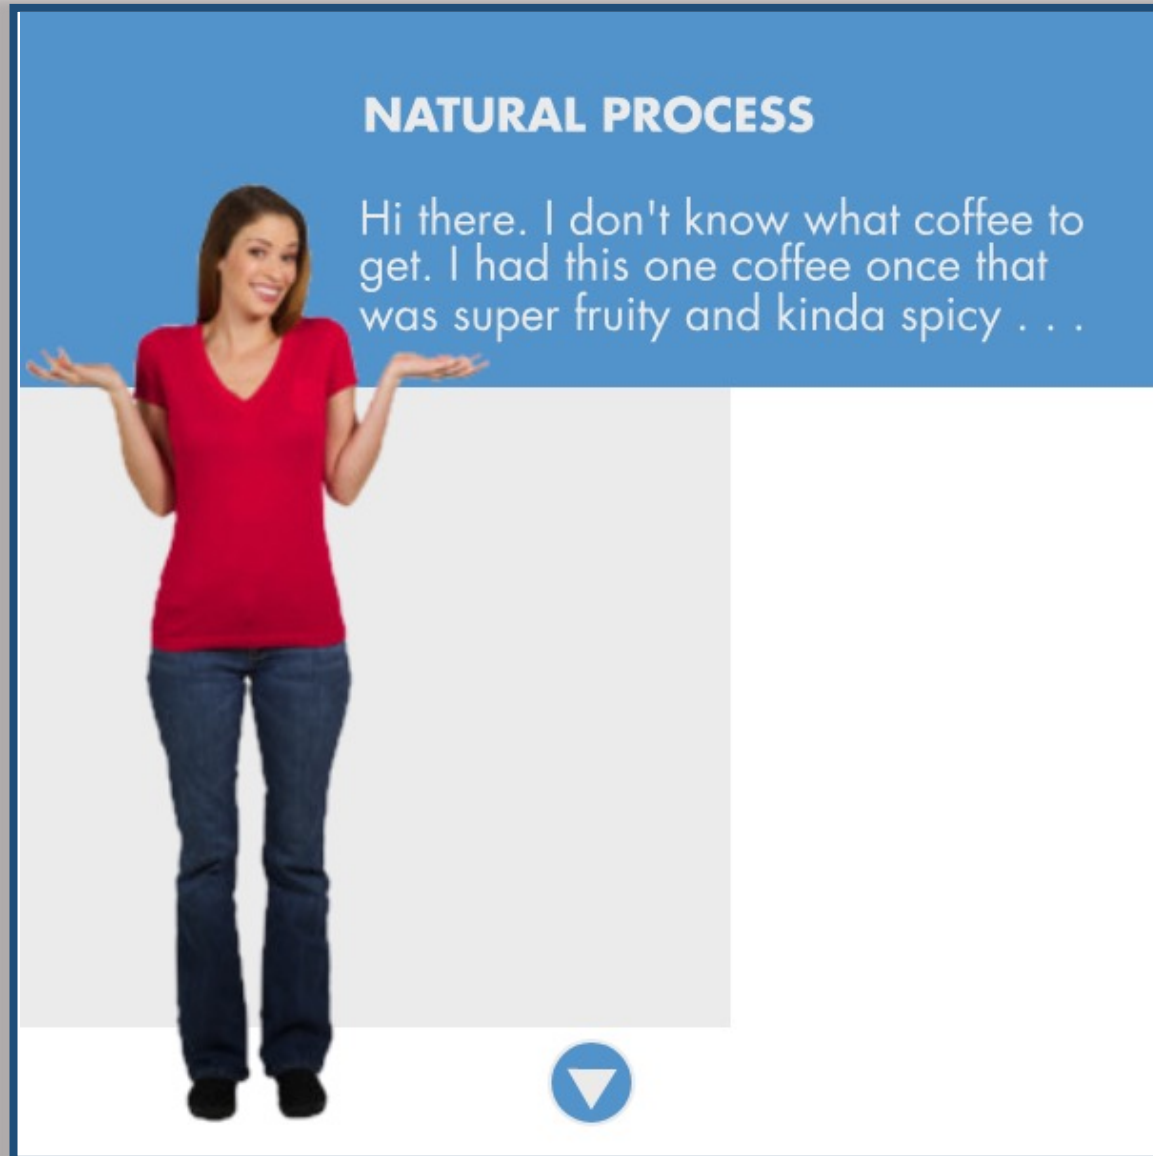 NATURAL PROCESS
Hi there. I don't know what coffee to
get. I had this one coffee once that
was super fruity and kinda spicy . . .